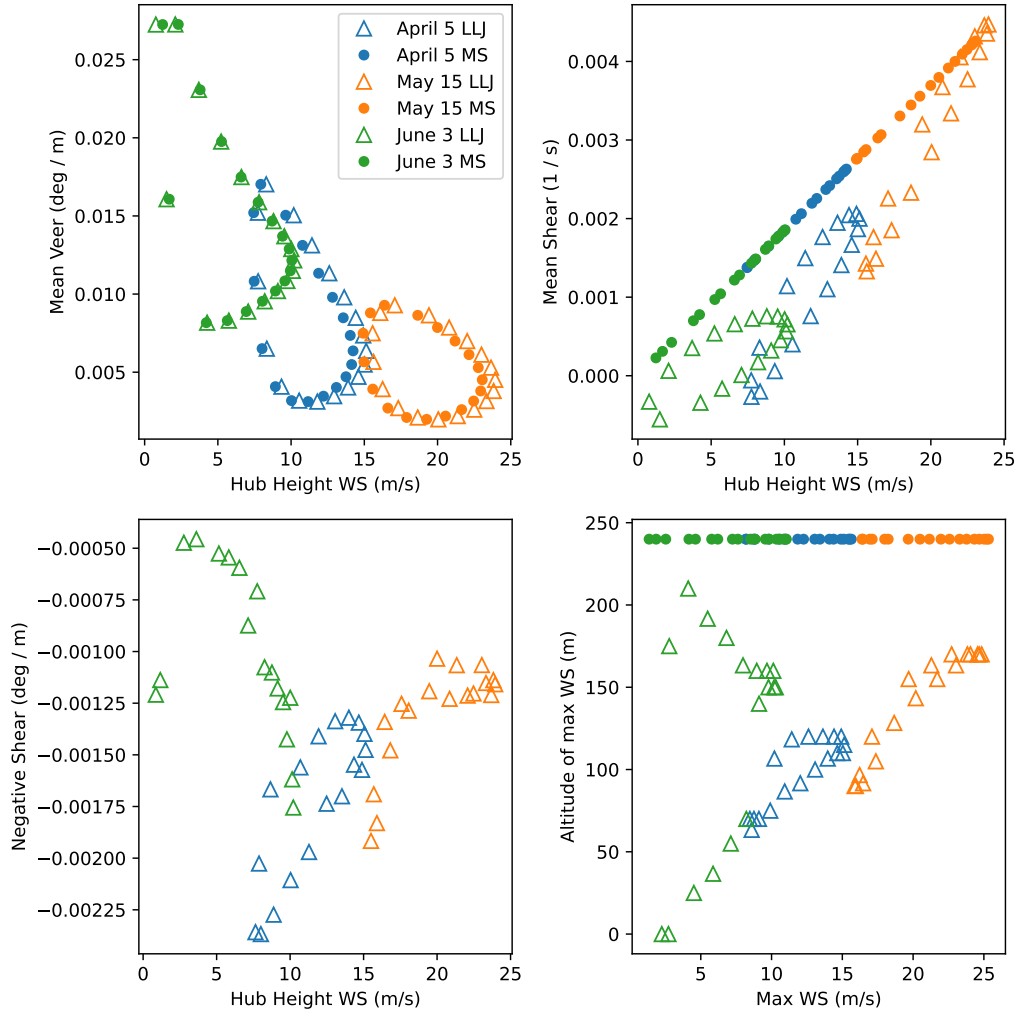 0.025
0.020
0.015
0.010
0.005
Mean Veer (deg / m)
0 5 10 15 20 25
Hub Height WS (m/s)
April 5 LLJ
April 5 MS
May 15 LLJ
May 15 MS
June 3 LLJ
June 3 MS
0.004
0.003
0.002
0.001
0.000
Mean Shear (1 / s)
0 5 10 15 20 25
Hub Height WS (m/s)
−0.00050
−0.00075
−0.00100
−0.00125
−0.00150
−0.00175
−0.00200
−0.00225
Negative Shear (deg / m)
0 5 10 15 20 25
Hub Height WS (m/s)
250
200
150
100
50
0
Altitude of max WS (m)
5 10 15 20 25
Max WS (m/s)